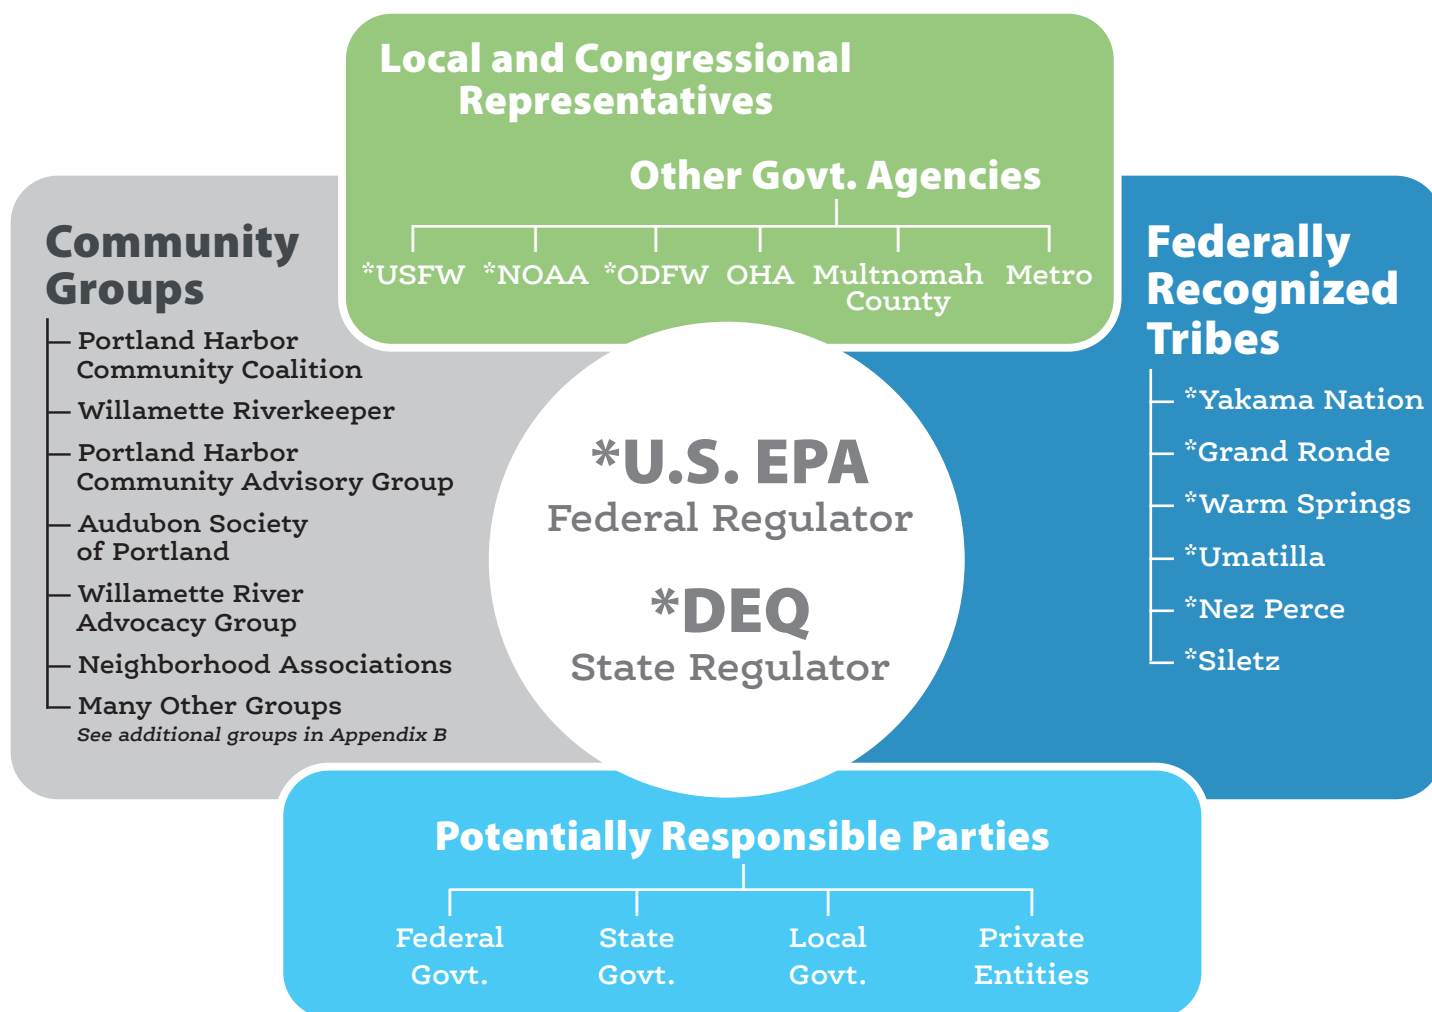 Local and Congressional
Representatives
Other Govt. Agencies
*USFW *NOAA *ODFW OHA Multnomah
County
Metro
Community
Groups
Portland Harbor
Community Coalition
Willamette Riverkeeper
Portland Harbor
Community Advisory Group
Audubon Society
of Portland
Willamette River
Advocacy Group
Neighborhood Associations
Many Other Groups
See additional groups in Appendix B
*U.S. EPA
Federal Regulator
*DEQ
State Regulator
Federally
Recognized
Tribes
*Yakama Nation
*Grand Ronde
*Warm Springs
*Umatilla
*Nez Perce
*Siletz
Potentially Responsible Parties
Federal
Govt.
State
Govt.
Local
Govt.
Private
Entities